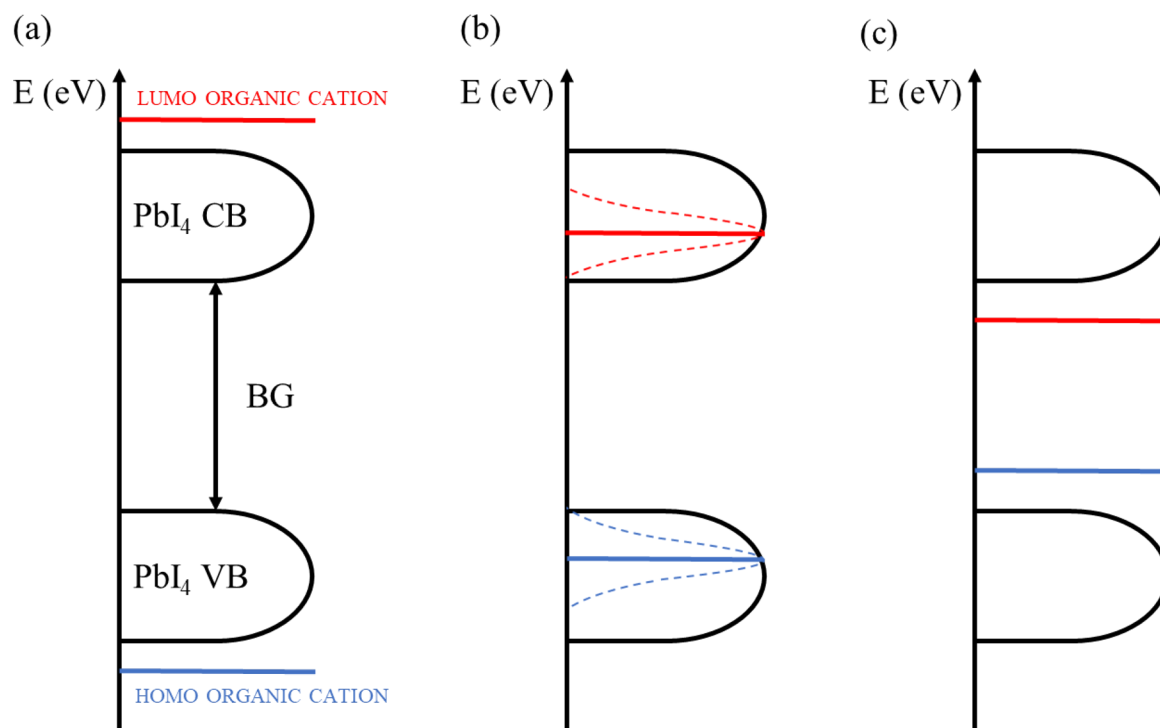 (a)
(b)
(c)
E (eV)
LUMO ORGANIC CATION
E (eV)
E (eV)
PbI₄ CB
BG
PbI₄ VB
HOMO ORGANIC CATION